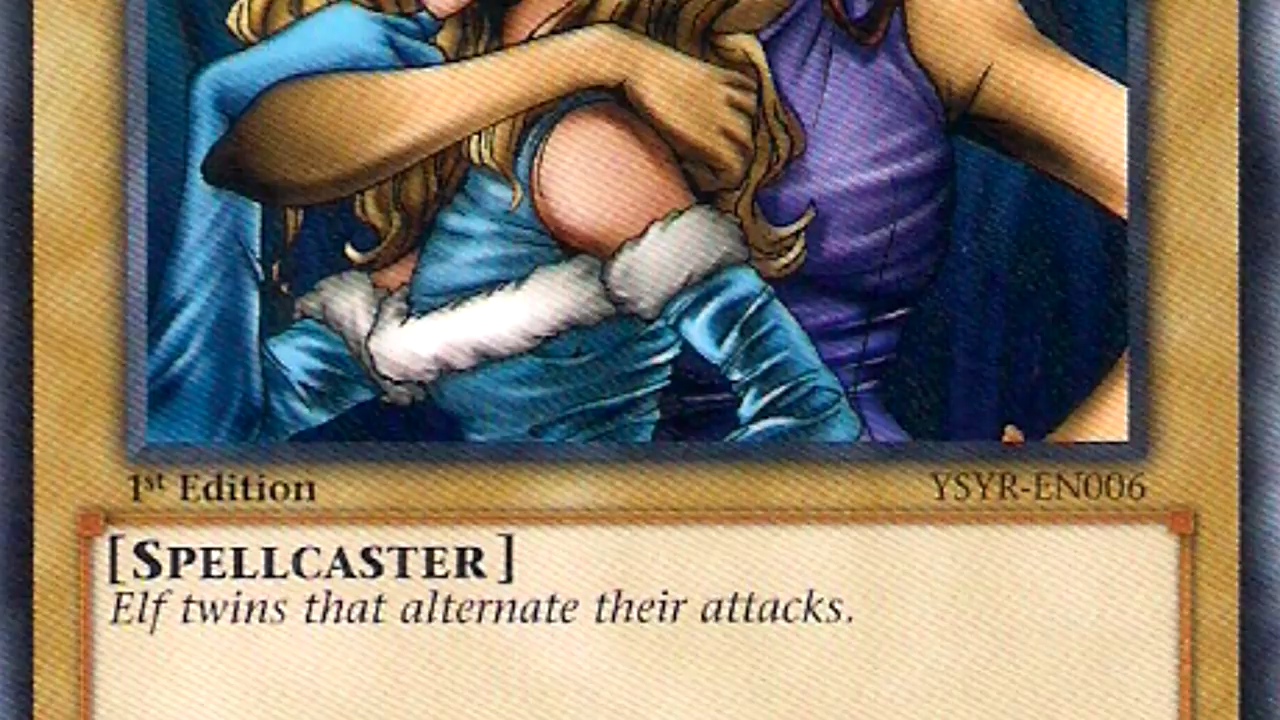 1st Edition YSYR-EN006
[SPELLCASTER]
Elf twins that alternate their attacks.